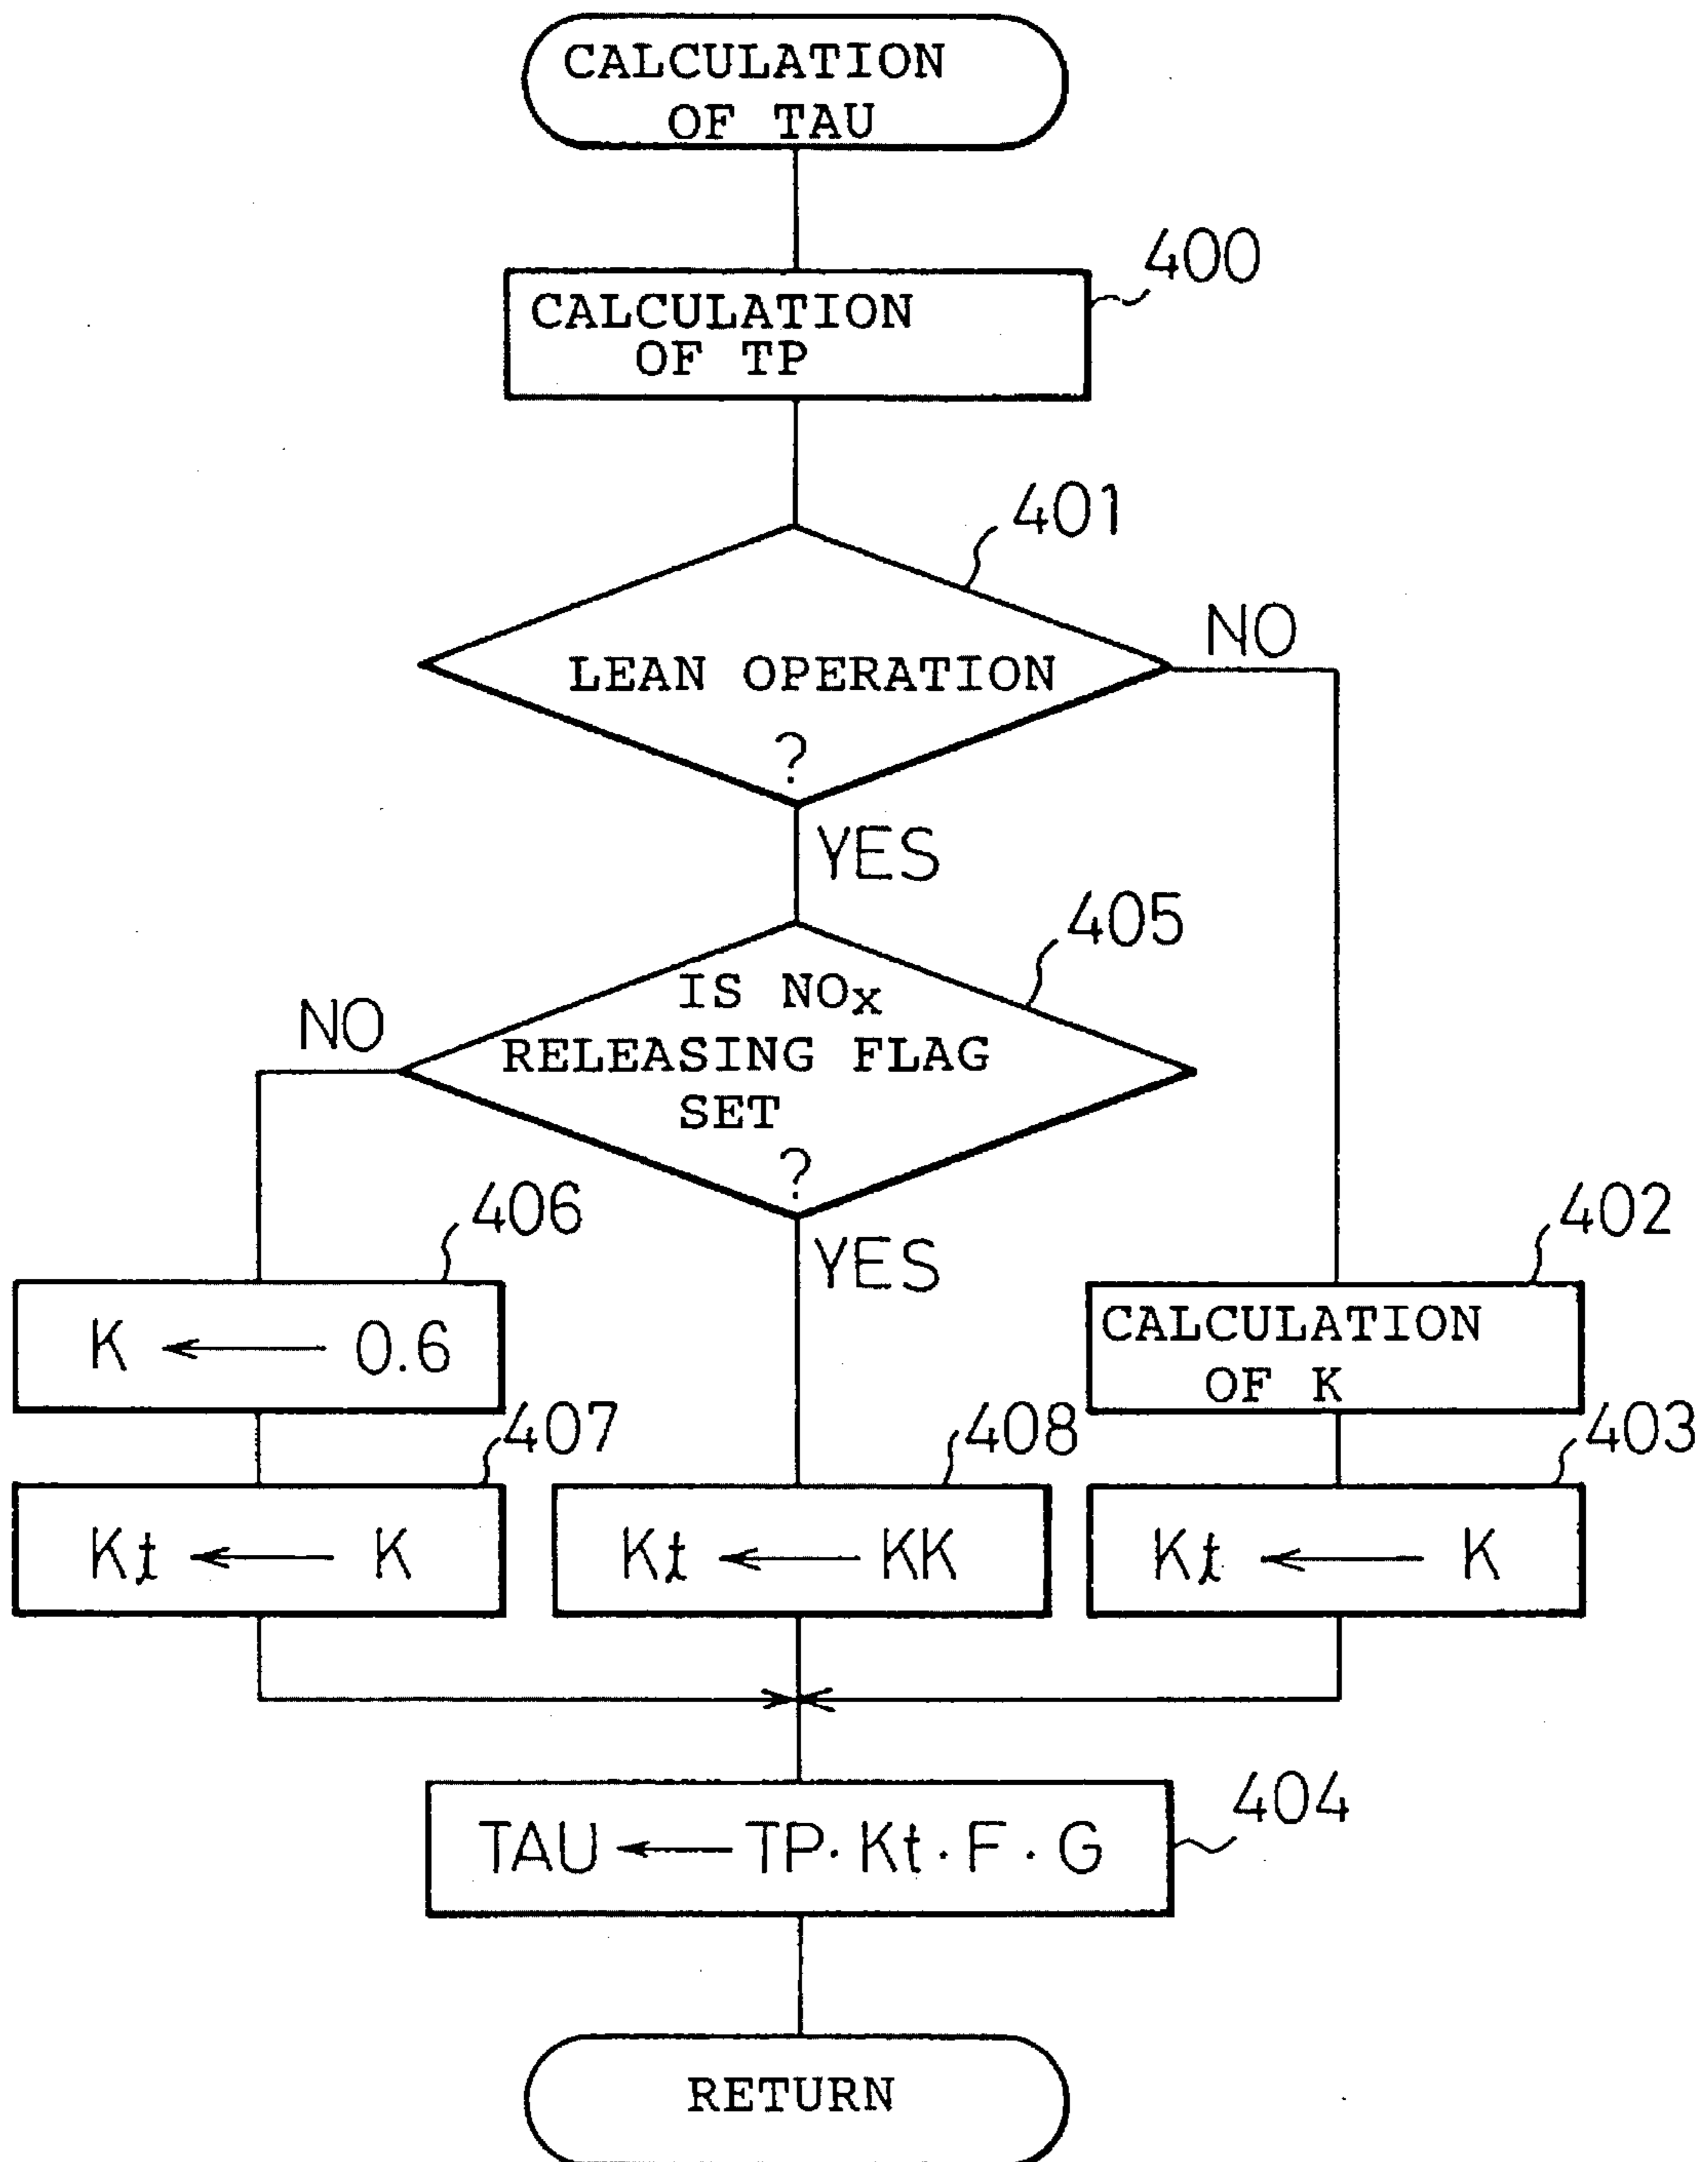 CALCULATION
OF TAU
400
CALCULATION
OF TP
401
NO
LEAN OPERATION
?
YES
405
IS NOx
NO
RELEASING FLAG
SET
?
406
402
YES
K ← 0.6
CALCULATION
OF K
407
408
403
Kt ← K
Kt ← KK
Kt ← K
404
TAU ← TP · Kt · F · G
RETURN